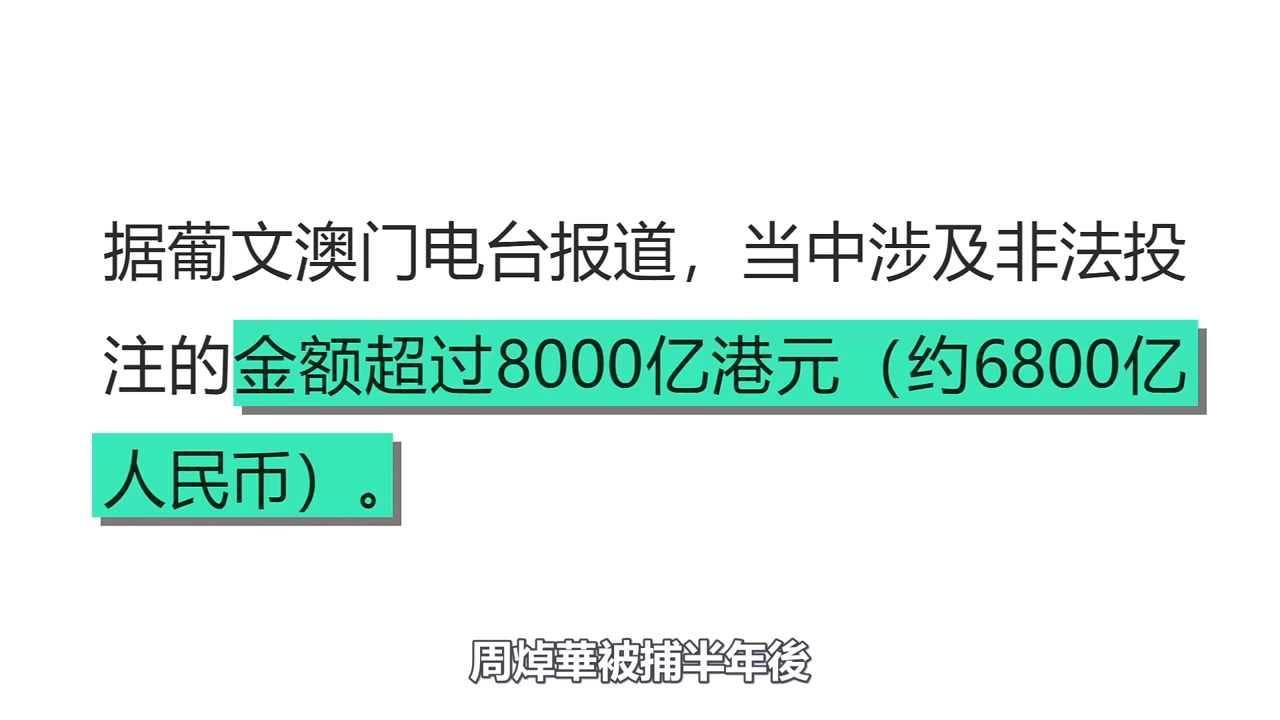 据葡文澳门电台报道，当中涉及非法投
注的金额超过8000亿港元（约6800亿
人民币）。
周焯華被捕半年後